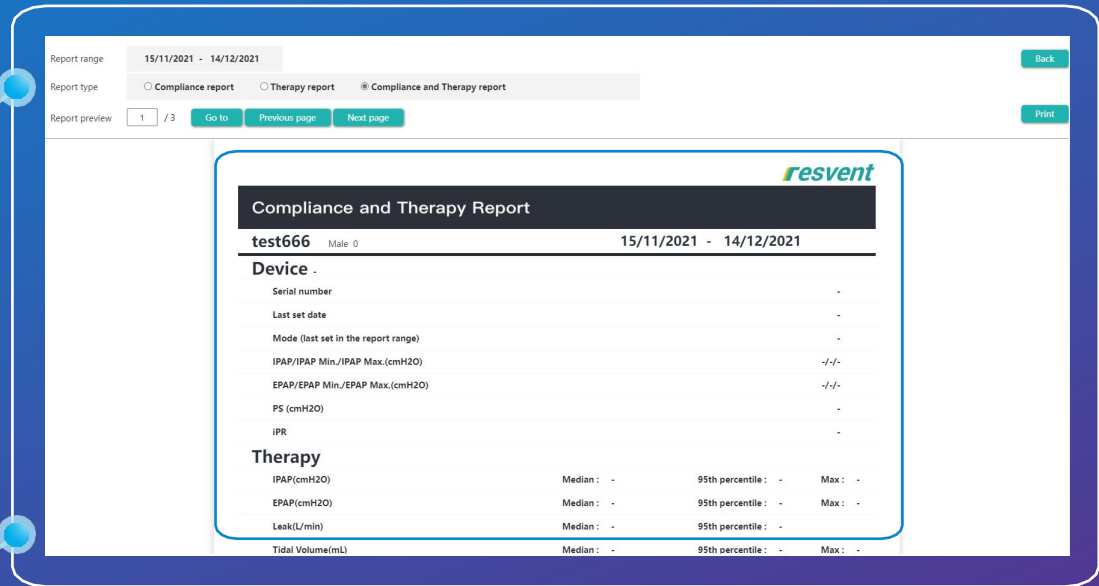 Report range 15/11/2021 - 14/12/2021 Back
Report type Compliance report Therapy report Compliance and Therapy report
Report preview 1 / 3 Go to Previous page Next page Print
resvent
Compliance and Therapy Report
test666 Male 0 15/11/2021 - 14/12/2021
Device -
Serial number -
Last set date -
Mode (last set in the report range) -
IPAP/IPAP Min./IPAP Max.(cmH2O) -/-/-
EPAP/EPAP Min./EPAP Max.(cmH2O) -/-/-
PS (cmH2O) -
iPR -
Therapy
IPAP(cmH2O) Median : - 95th percentile : - Max : -
EPAP(cmH2O) Median : - 95th percentile : - Max : -
Leak(L/min) Median : - 95th percentile : -
Tidal Volume(mL) Median : - 95th percentile : - Max : -